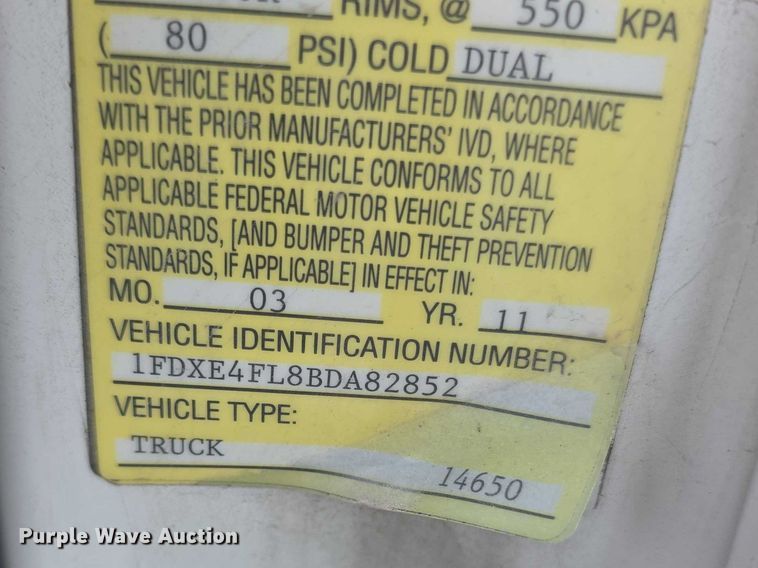 RIMS, @ 550 KPA
( 80 PSI) COLD DUAL
THIS VEHICLE HAS BEEN COMPLETED IN ACCORDANCE
WITH THE PRIOR MANUFACTURERS' IVD, WHERE
APPLICABLE. THIS VEHICLE CONFORMS TO ALL
APPLICABLE FEDERAL MOTOR VEHICLE SAFETY
STANDARDS, [AND BUMPER AND THEFT PREVENTION
STANDARDS, IF APPLICABLE] IN EFFECT IN:
MO. 03 YR. 11
VEHICLE IDENTIFICATION NUMBER:
1FDXE4FL8BDA82852
VEHICLE TYPE:
TRUCK
14650
Purple Wave Auction